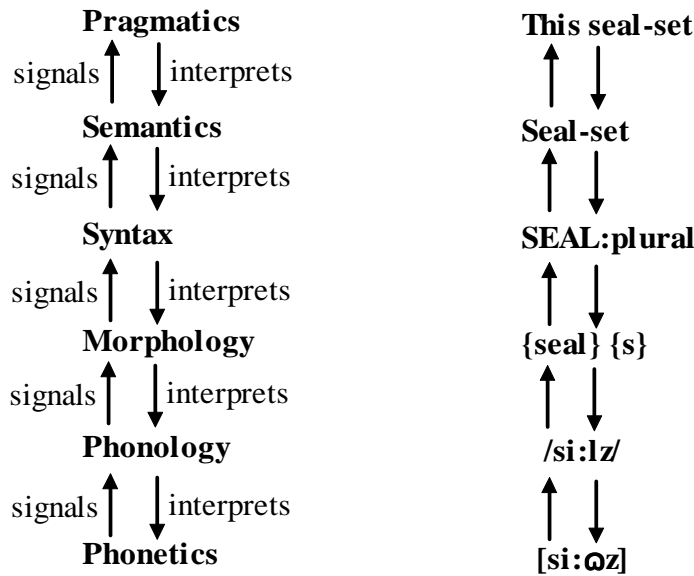 Pragmatics
This seal-set
signals
interprets
Semantics
Seal-set
signals
interprets
Syntax
SEAL:plural
signals
interprets
Morphology
{seal} {s}
signals
interprets
Phonology
/si:lz/
signals
interprets
Phonetics
[si:ɷz]